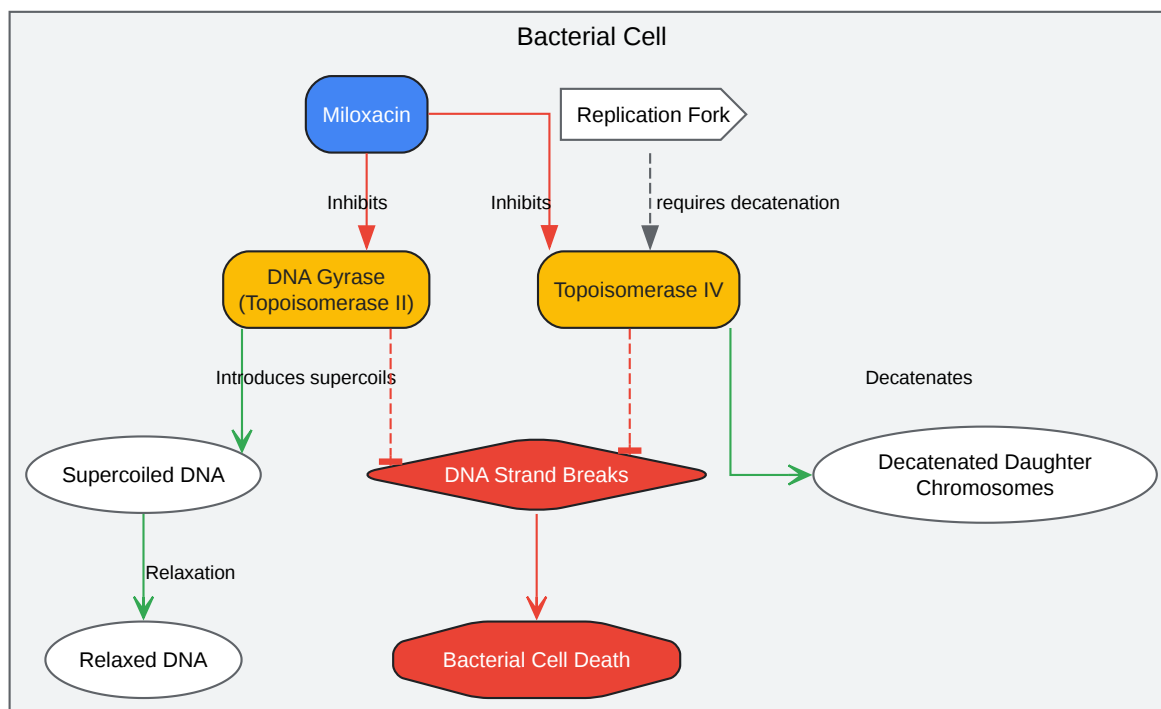 Bacterial Cell
Miloxacin
Replication Fork
Inhibits
Inhibits
requires decatenation
DNA Gyrase
(Topoisomerase II)
Topoisomerase IV
Introduces supercoils
Decatenates
Supercoiled DNA
DNA Strand Breaks
Decatenated Daughter
Chromosomes
Relaxation
Relaxed DNA
Bacterial Cell Death